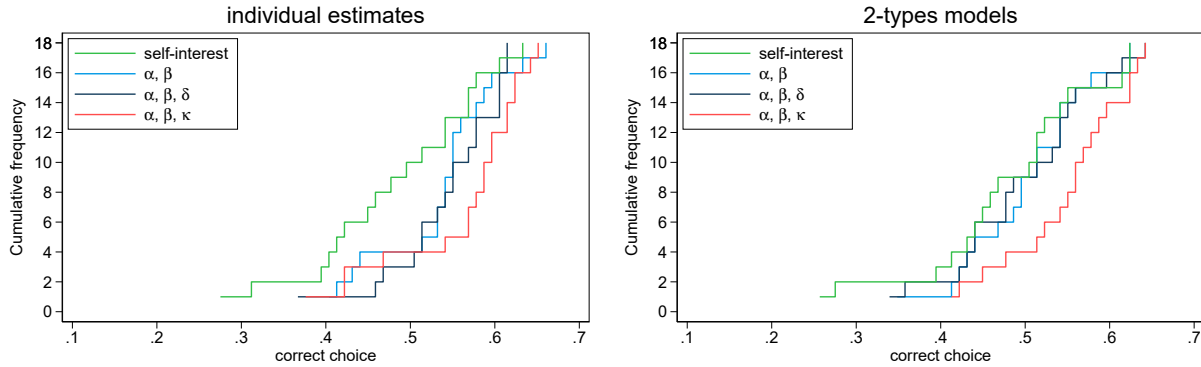 individual estimates
self-interest
α, β
α, β, δ
α, β, κ
Cumulative frequency
18
16
14
12
10
8
6
4
2
0
.1 .2 .3 .4 .5 .6 .7
correct choice
2-types models
self-interest
α, β
α, β, δ
α, β, κ
Cumulative frequency
18
16
14
12
10
8
6
4
2
0
.1 .2 .3 .4 .5 .6 .7
correct choice